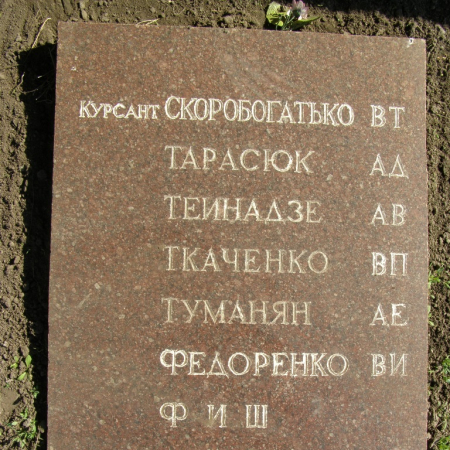 КУРСАНТ СКОРОБОГАТЬКО ВТ
ТАРАСЮК АД
ТЕИНАДЗЕ АВ
ТКАЧЕНКО ВП
ТУМАНЯН АЕ
ФЕДОРЕНКО ВИ
Ф И Ш